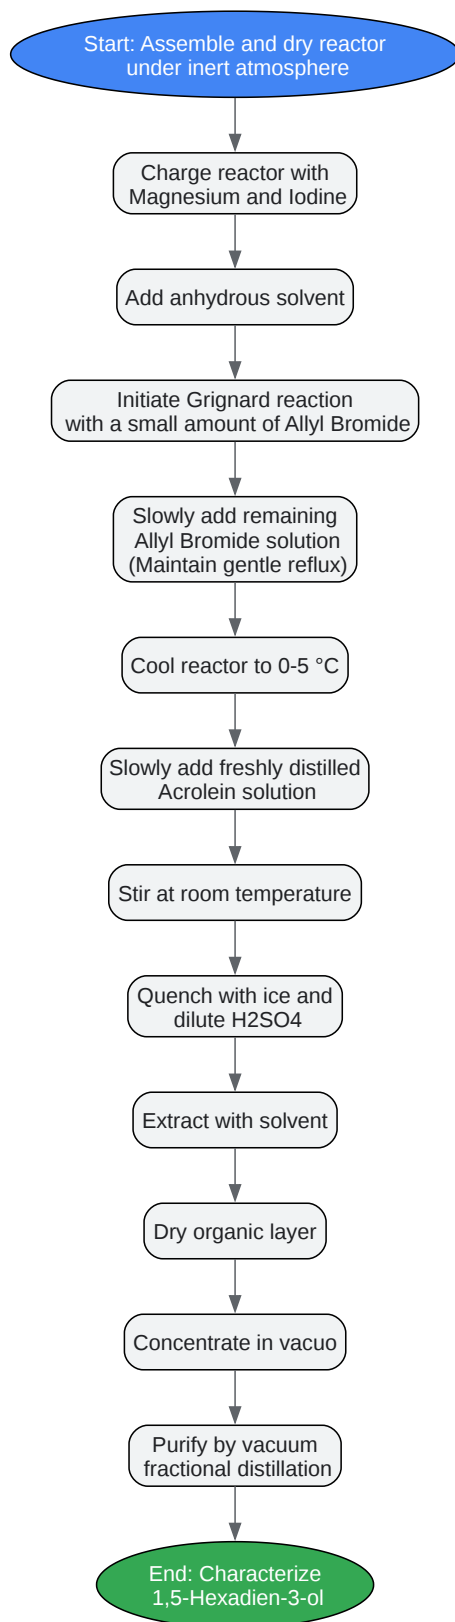 Start: Assemble and dry reactor
under inert atmosphere
Charge reactor with
Magnesium and Iodine
Add anhydrous solvent
Initiate Grignard reaction
with a small amount of Allyl Bromide
Slowly add remaining
Allyl Bromide solution
(Maintain gentle reflux)
Cool reactor to 0-5 °C
Slowly add freshly distilled
Acrolein solution
Stir at room temperature
Quench with ice and
dilute H2SO4
Extract with solvent
Dry organic layer
Concentrate in vacuo
Purify by vacuum
fractional distillation
End: Characterize
1,5-Hexadien-3-ol